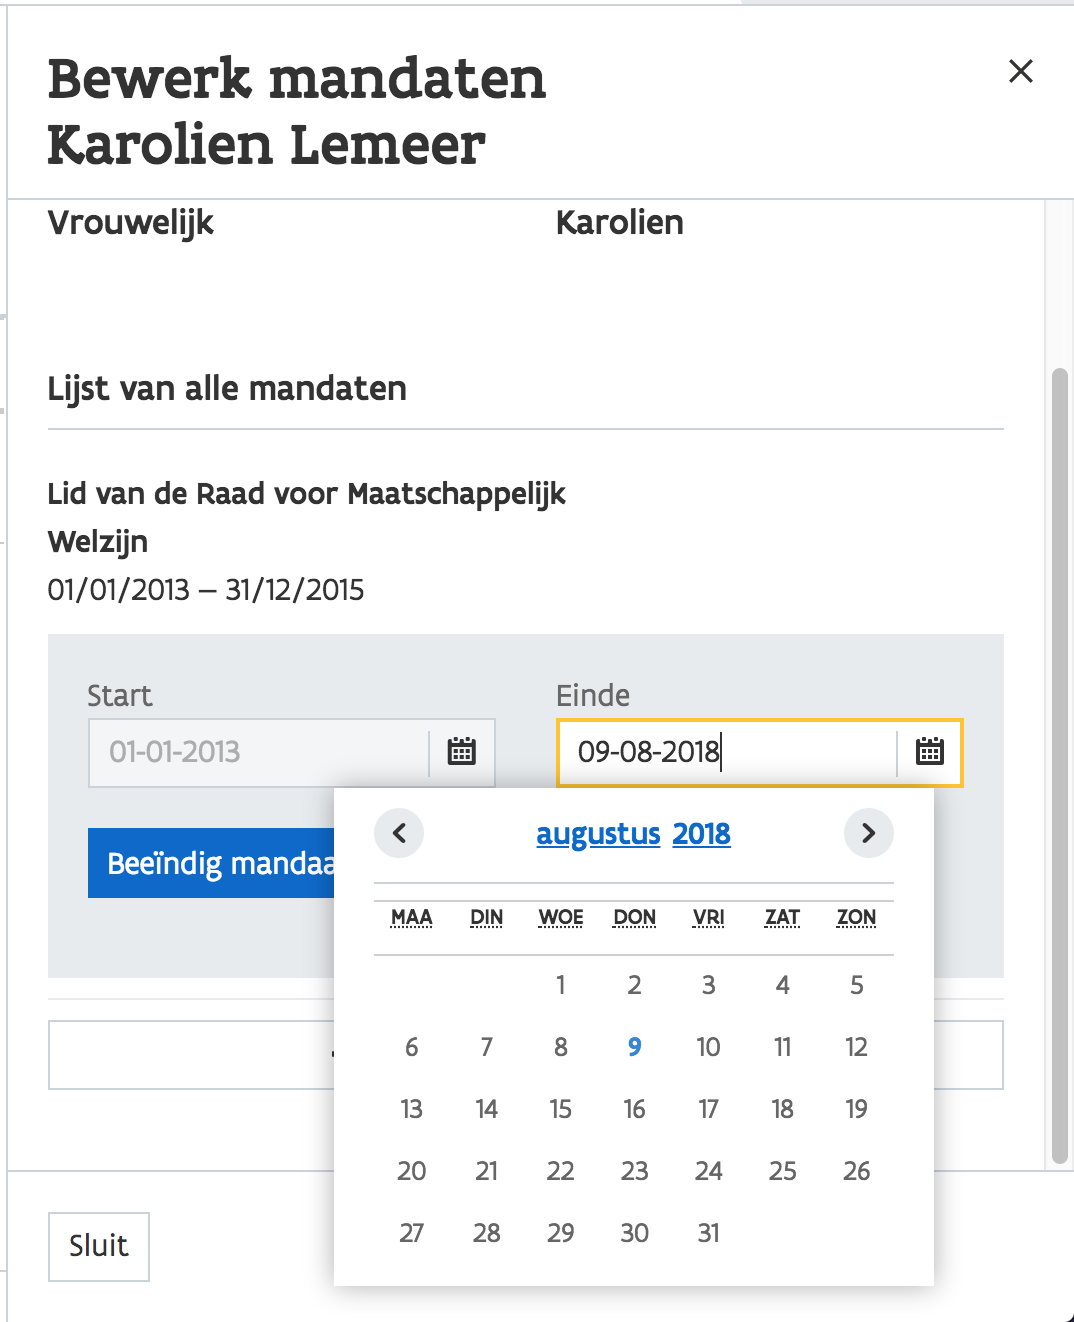 Bewerk mandaten
Karolien Lemeer
Vrouwelijk Karolien
Lijst van alle mandaten
Lid van de Raad voor Maatschappelijk
Welzijn
01/01/2013 – 31/12/2015
Start Einde
01-01-2013 09-08-2018
Beeïndig mandaa
augustus 2018
MAA DIN WOE DON VRI ZAT ZON
1 2 3 4 5
6 7 8 9 10 11 12
13 14 15 16 17 18 19
20 21 22 23 24 25 26
27 28 29 30 31
Sluit